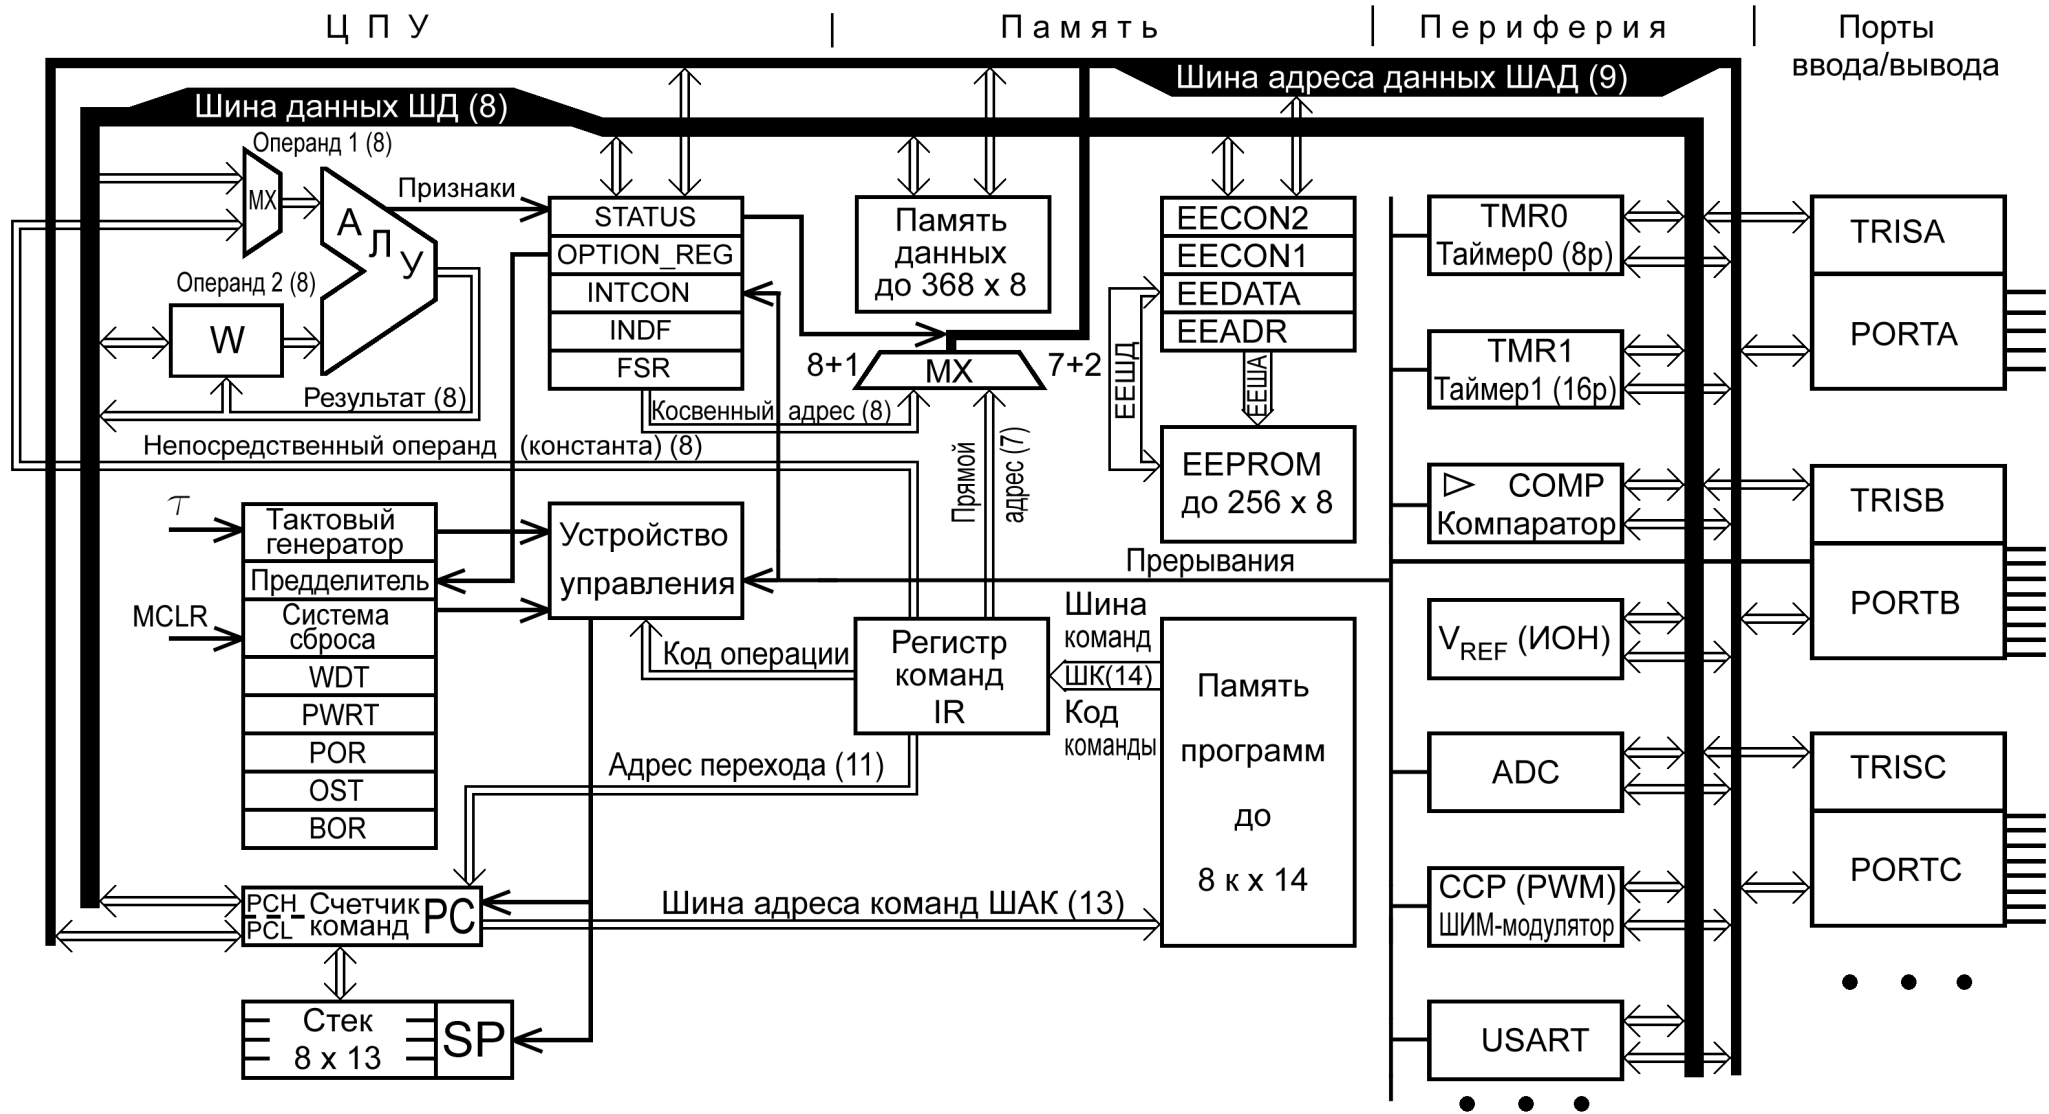 Ц П У
Память
Периферия
Порты
ввода/вывода
Шина адреса данных ШАД (9)
Шина данных ШД (8)
Операнд 1 (8)
MX
А
Л
У
Признаки
Операнд 2 (8)
W
Результат (8)
STATUS
OPTION_REG
INTCON
INDF
FSR
Память
данных
до 368 x 8
8+1
MX
7+2
Косвенный адрес (8)
Непосредственный операнд (константа) (8)
Прямой
адрес (7)
EECON2
EECON1
EEDATA
EEADR
ЕЕШД
ЕЕША
EEPROM
до 256 x 8
τ
MCLR
Тактовый
генератор
Предделитель
Система
сброса
WDT
PWRT
POR
OST
BOR
Устройство
управления
Прерывания
Код операции
Регистр
команд
IR
Шина
команд
ШК(14)
Код
команды
Память
программ
до
8 к x 14
Адрес перехода (11)
PCH
PCL
Счетчик
команд
PC
Шина адреса команд ШАК (13)
Стек
8 x 13
SP
TMR0
Таймер0 (8р)
TMR1
Таймер1 (16р)
COMP
Компаратор
VREF (ИОН)
ADC
CCP (PWM)
ШИМ-модулятор
USART
TRISA
PORTA
TRISB
PORTB
TRISC
PORTC